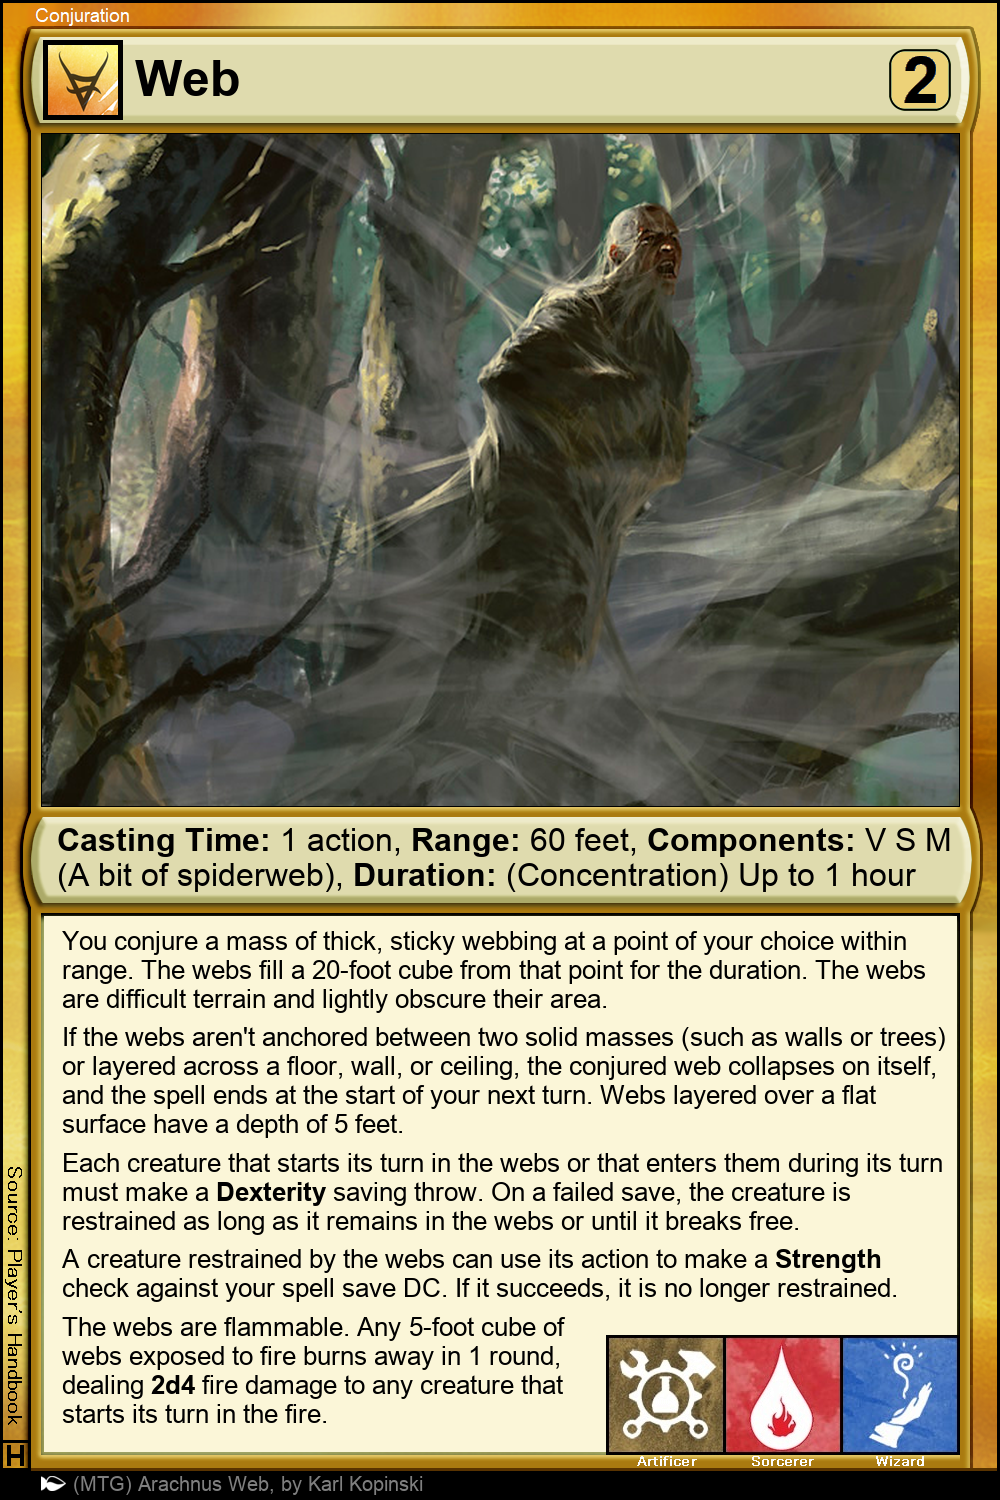 Conjuration
Web
2
Casting Time: 1 action, Range: 60 feet, Components: V S M
(A bit of spiderweb), Duration: (Concentration) Up to 1 hour
You conjure a mass of thick, sticky webbing at a point of your choice within
range. The webs fill a 20-foot cube from that point for the duration. The webs
are difficult terrain and lightly obscure their area.
If the webs aren't anchored between two solid masses (such as walls or trees)
or layered across a floor, wall, or ceiling, the conjured web collapses on itself,
and the spell ends at the start of your next turn. Webs layered over a flat
surface have a depth of 5 feet.
Each creature that starts its turn in the webs or that enters them during its turn
must make a Dexterity saving throw. On a failed save, the creature is
restrained as long as it remains in the webs or until it breaks free.
A creature restrained by the webs can use its action to make a Strength
check against your spell save DC. If it succeeds, it is no longer restrained.
The webs are flammable. Any 5-foot cube of
webs exposed to fire burns away in 1 round,
dealing 2d4 fire damage to any creature that
starts its turn in the fire.
Artificer
Sorcerer
Wizard
Source: Player's Handbook
H
(MTG) Arachnus Web, by Karl Kopinski